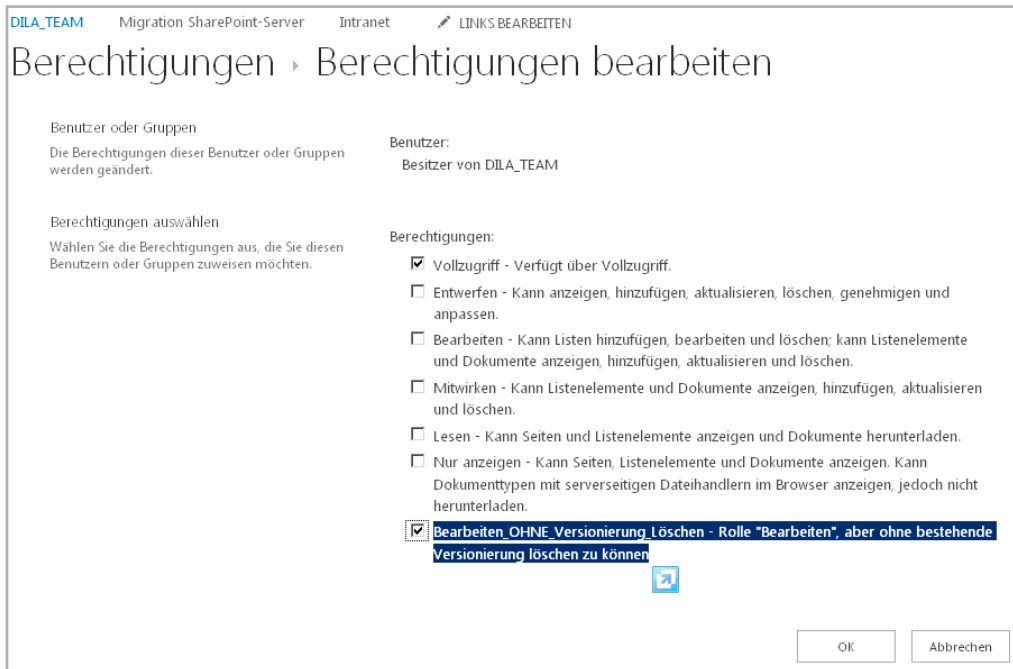 DILA_TEAM Migration SharePoint-Server Intranet LINKS BEARBEITEN
Berechtigungen › Berechtigungen bearbeiten
Benutzer oder Gruppen
Die Berechtigungen dieser Benutzer oder Gruppen
werden geändert.
Benutzer:
Besitzer von DILA_TEAM
Berechtigungen auswählen
Wählen Sie die Berechtigungen aus, die Sie diesen
Benutzern oder Gruppen zuweisen möchten.
Berechtigungen:
Vollzugriff - Verfügt über Vollzugriff.
Entwerfen - Kann anzeigen, hinzufügen, aktualisieren, löschen, genehmigen und
anpassen.
Bearbeiten - Kann Listen hinzufügen, bearbeiten und löschen; kann Listenelemente
und Dokumente anzeigen, hinzufügen, aktualisieren und löschen.
Mitwirken - Kann Listenelemente und Dokumente anzeigen, hinzufügen, aktualisieren
und löschen.
Lesen - Kann Seiten und Listenelemente anzeigen und Dokumente herunterladen.
Nur anzeigen - Kann Seiten, Listenelemente und Dokumente anzeigen. Kann
Dokumenttypen mit serverseitigen Dateihandlern im Browser anzeigen, jedoch nicht
herunterladen.
Bearbeiten_OHNE_Versionierung_Löschen - Rolle "Bearbeiten", aber ohne bestehende
Versionierung löschen zu können
OK Abbrechen